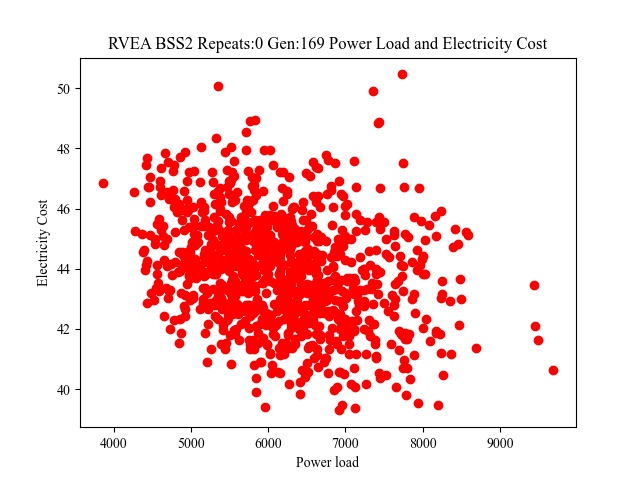 RVEA BSS2 Repeats:0 Gen:169 Power Load and Electricity Cost
50
48
46
44
42
40
Electricity Cost
4000 5000 6000 7000 8000 9000
Power load